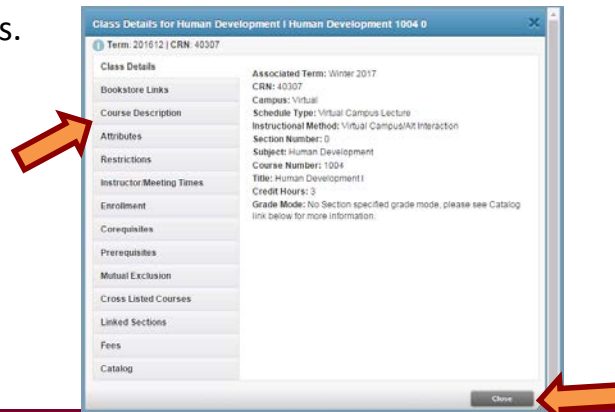 s.
Class Details for Human Development I Human Development 1004 0
Term: 201612 | CRN: 40307
Class Details
Bookstore Links
Course Description
Attributes
Restrictions
Instructor/Meeting Times
Enrollment
Corequisites
Prerequisites
Mutual Exclusion
Cross Listed Courses
Linked Sections
Fees
Catalog
Associated Term: Winter 2017
CRN: 40307
Campus: Virtual
Schedule Type: Virtual Campus Lecture
Instructional Method: Virtual Campus/Alt Interaction
Section Number: 0
Subject: Human Development
Course Number: 1004
Title: Human Development I
Credit Hours: 3
Grade Mode: No Section specified grade mode, please see Catalog
link below for more information.
Close